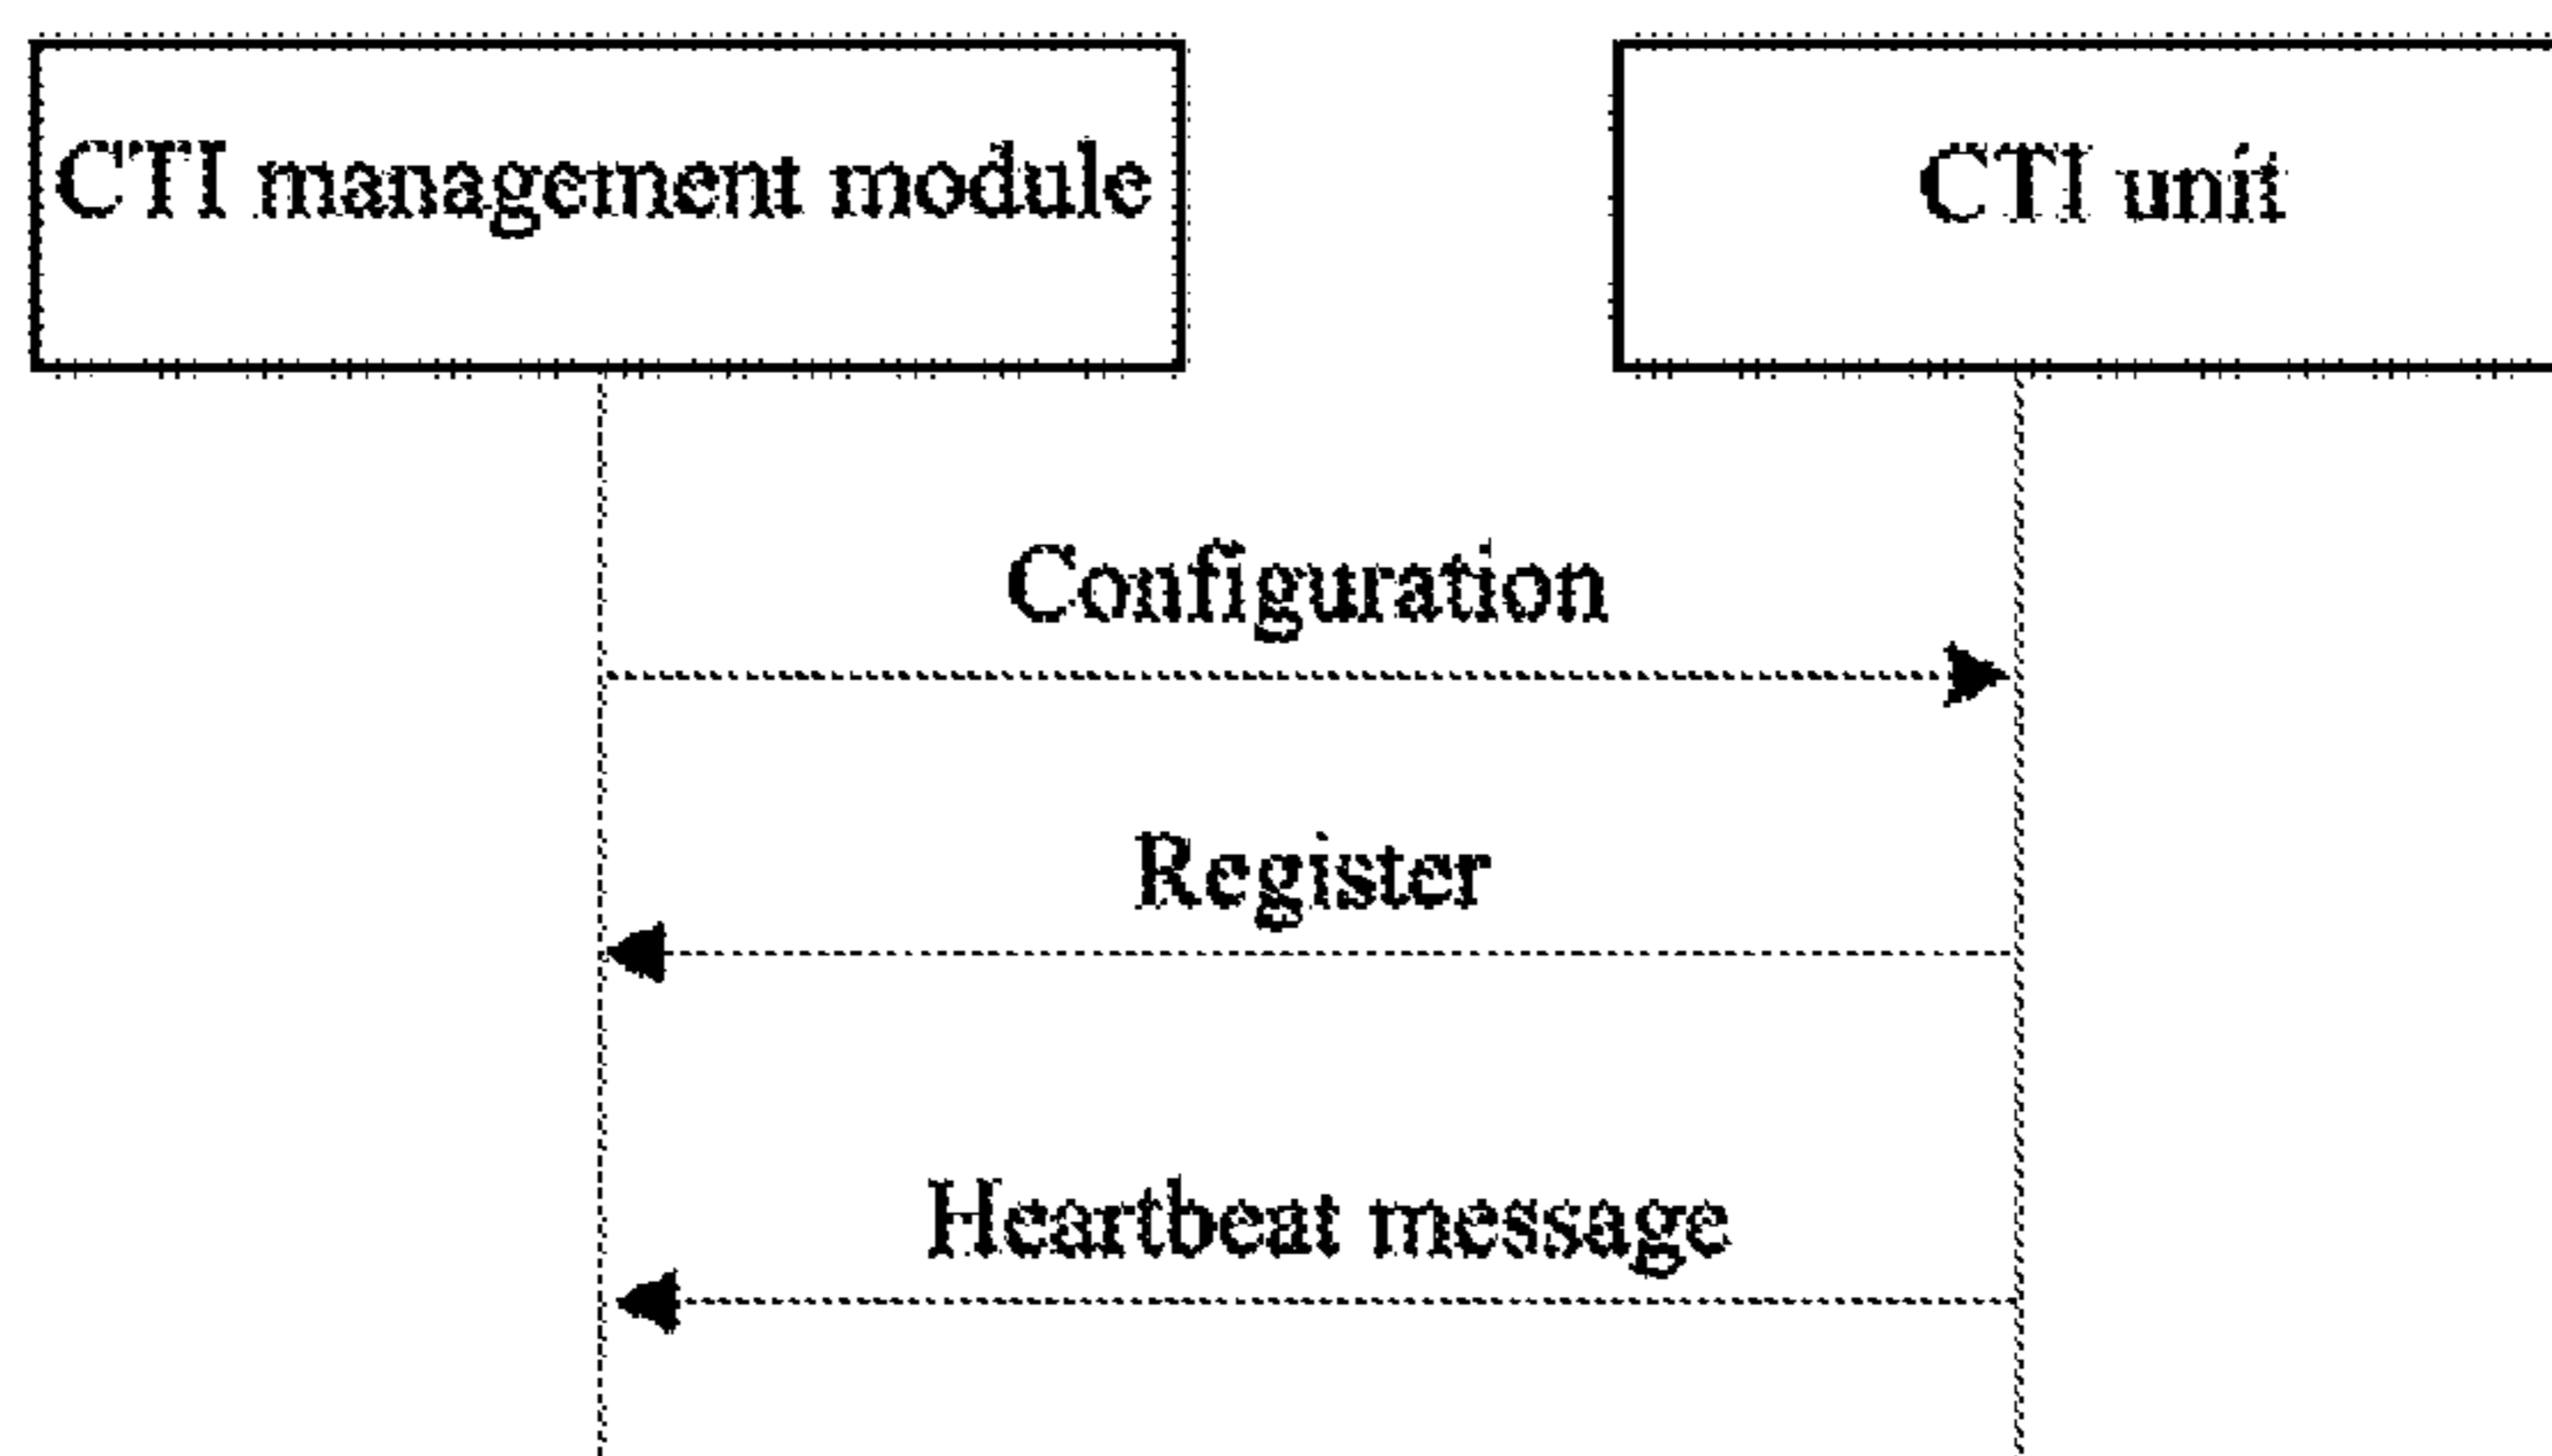 CTI management module
CTI unit
Configuration
Register
Heartbeat message